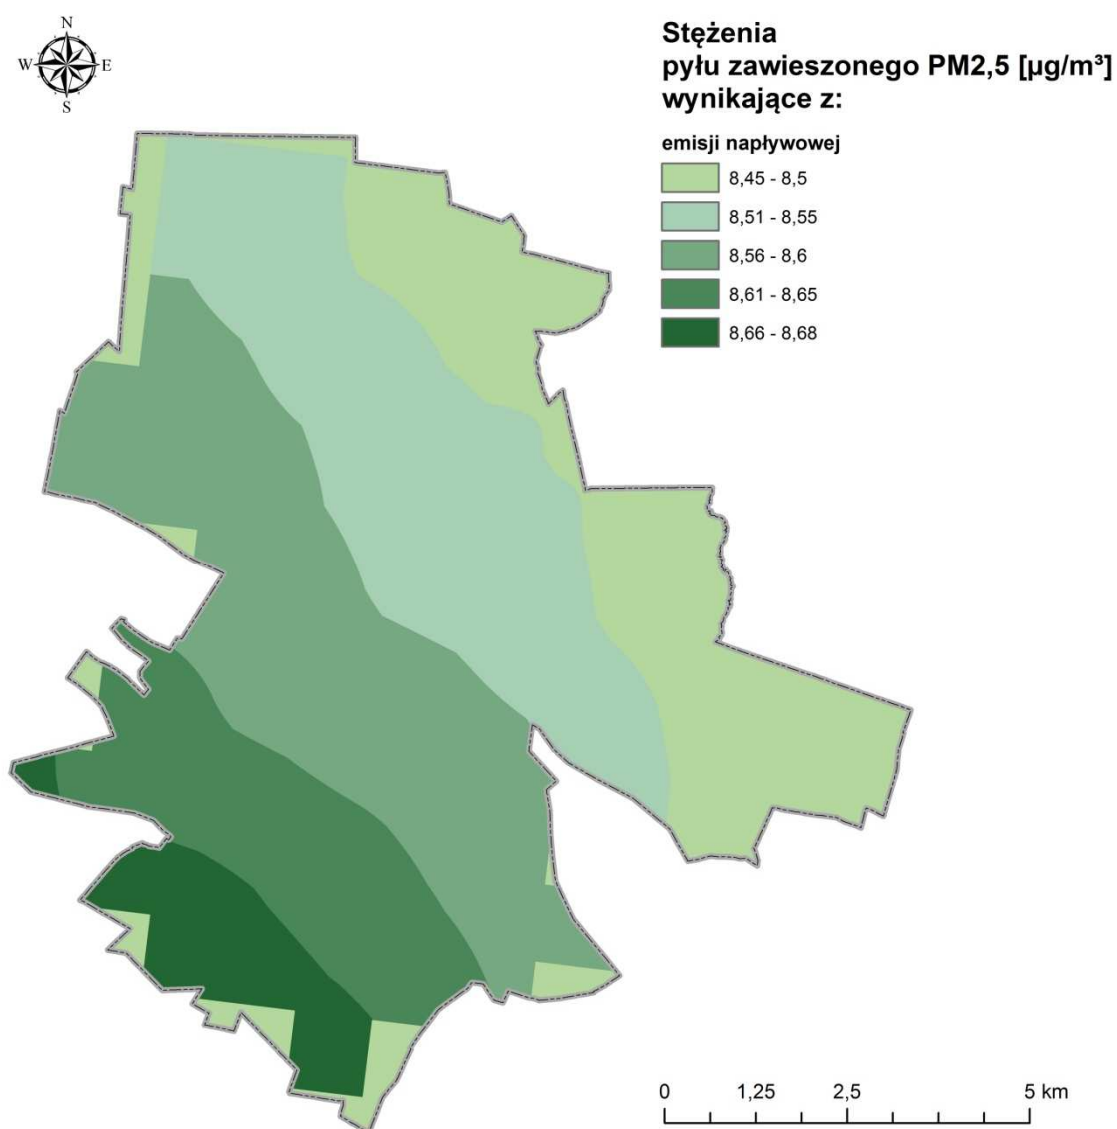 N
W E
S
Stężenia
pyłu zawieszonego PM2,5 [µg/m³]
wynikające z:
emisji napływowej
8,45 - 8,5
8,51 - 8,55
8,56 - 8,6
8,61 - 8,65
8,66 - 8,68
0 1,25 2,5 5 km